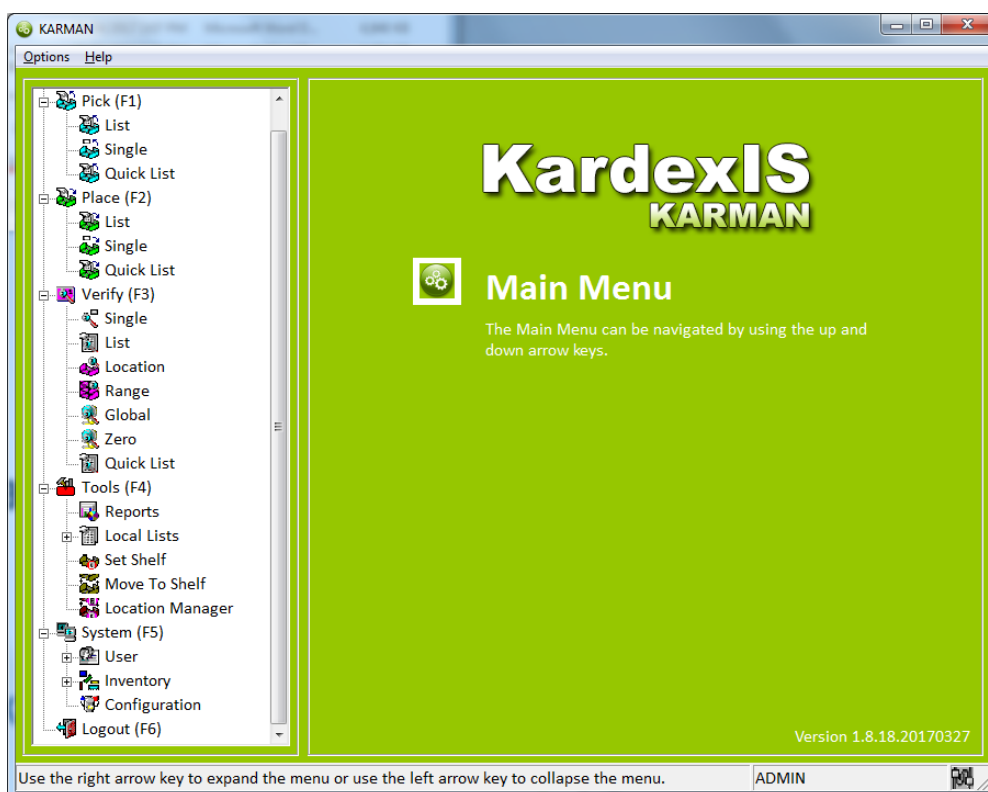 KARMAN
Options Help
Pick (F1)
List
Single
Quick List
Place (F2)
List
Single
Quick List
Verify (F3)
Single
List
Location
Range
Global
Zero
Quick List
Tools (F4)
Reports
Local Lists
Set Shelf
Move To Shelf
Location Manager
System (F5)
User
Inventory
Configuration
Logout (F6)
KardexIS
KARMAN
Main Menu
The Main Menu can be navigated by using the up and
down arrow keys.
Version 1.8.18.20170327
Use the right arrow key to expand the menu or use the left arrow key to collapse the menu.
ADMIN